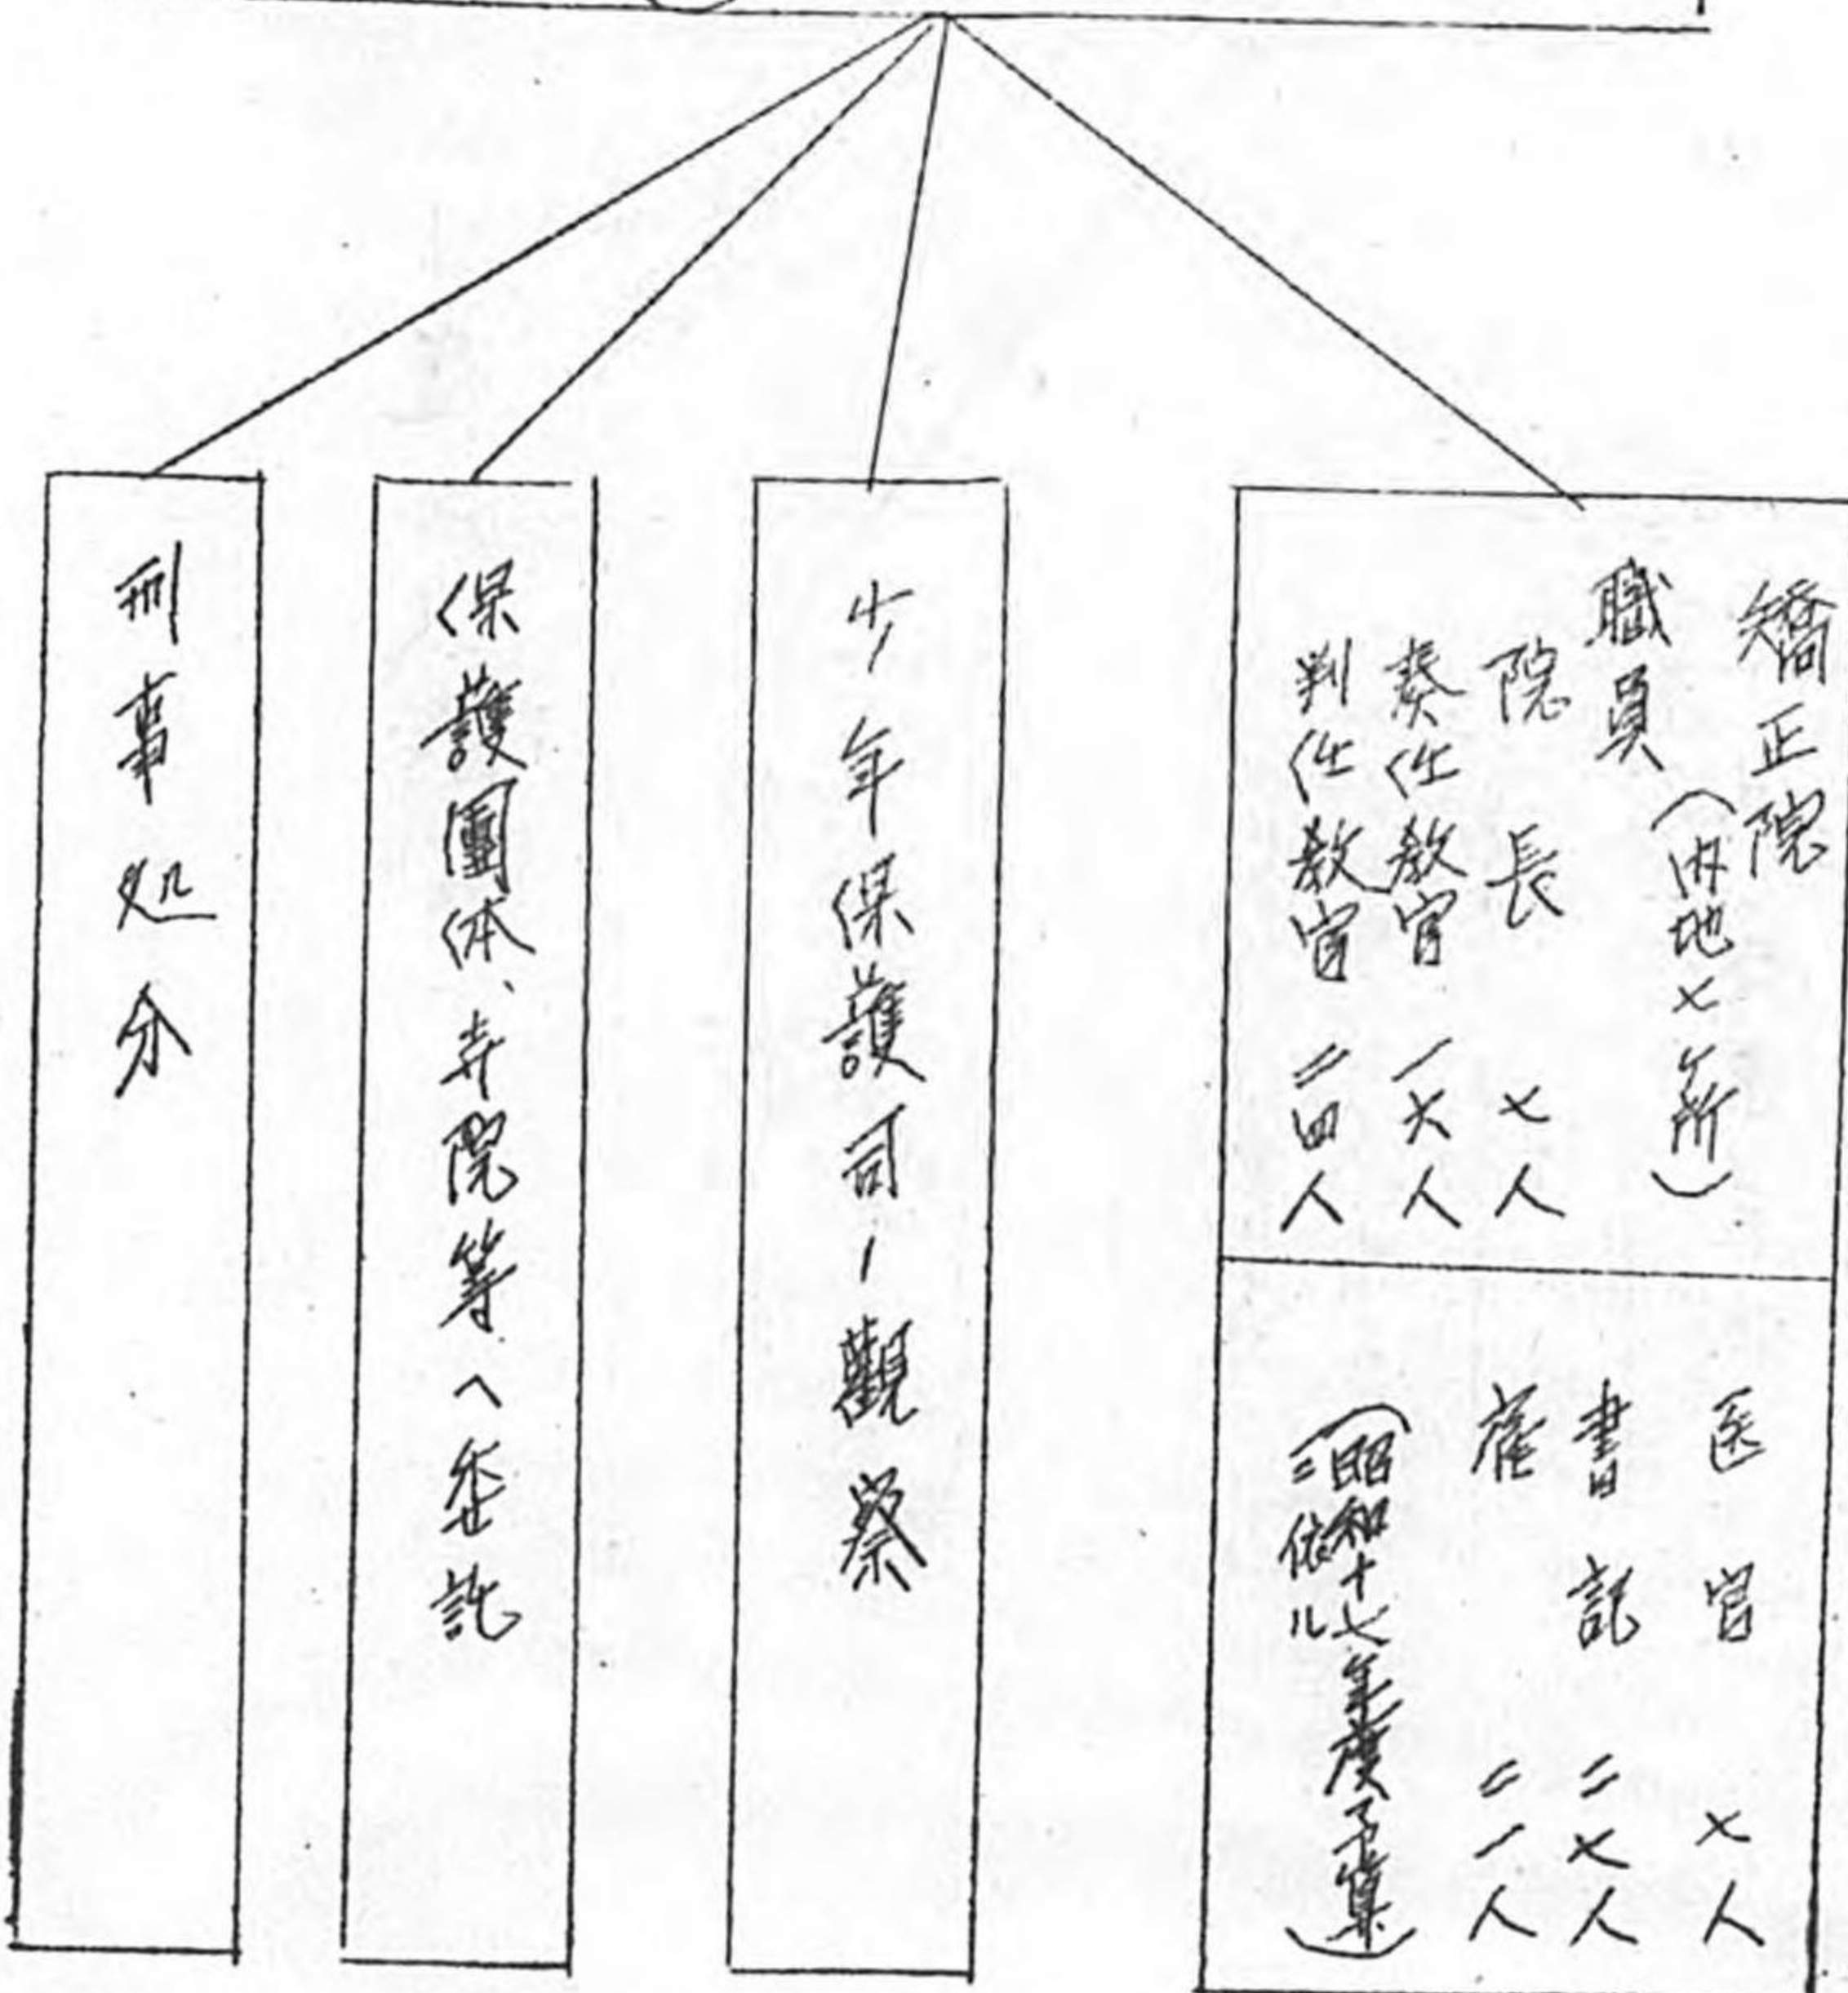 矯正院
(内地七ヶ所)
職員
院長 七人
奏任教官 一六人
判任教官 二四人
医官 七人
書記 二七人
雇 二一人
(昭和十七年度予算
ニ依ル)
少年保護司ノ觀察
保護團体、寺院等ヘ委託
刑事処分